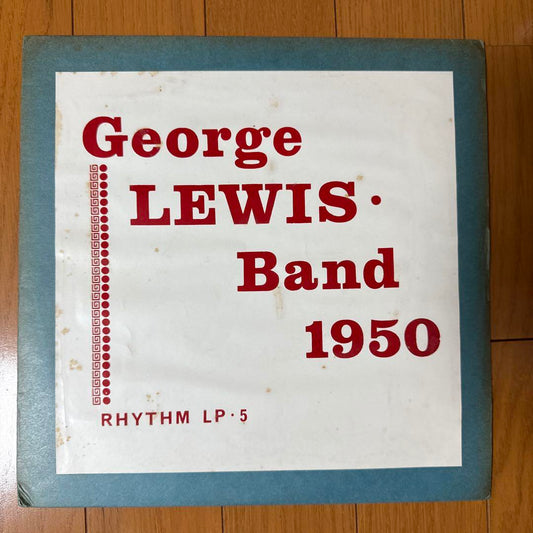 George
LEWIS·
Band
1950
RHYTHM LP·5